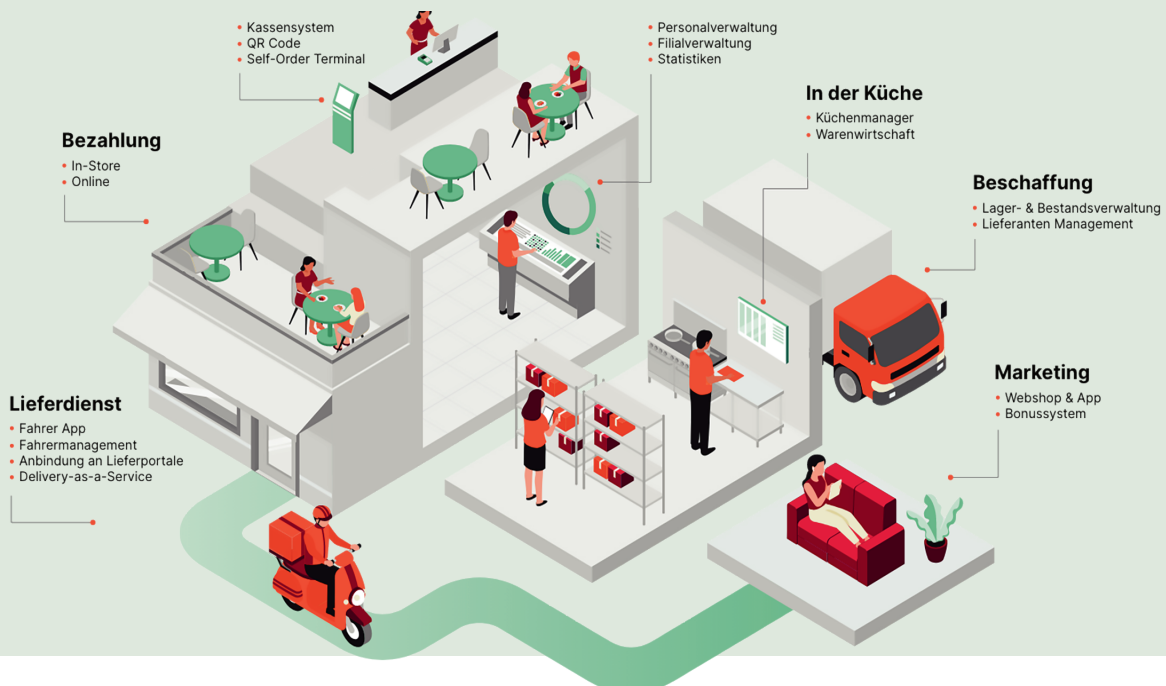 Kassensystem
QR Code
Self-Order Terminal
Personalverwaltung
Filialverwaltung
Statistiken
In der Küche
Küchenmanager
Warenwirtschaft
Bezahlung
In-Store
Online
Beschaffung
Lager- & Bestandsverwaltung
Lieferanten Management
Marketing
Webshop & App
Bonussystem
Lieferdienst
Fahrer App
Fahrermanagement
Anbindung an Lieferportale
Delivery-as-a-Service